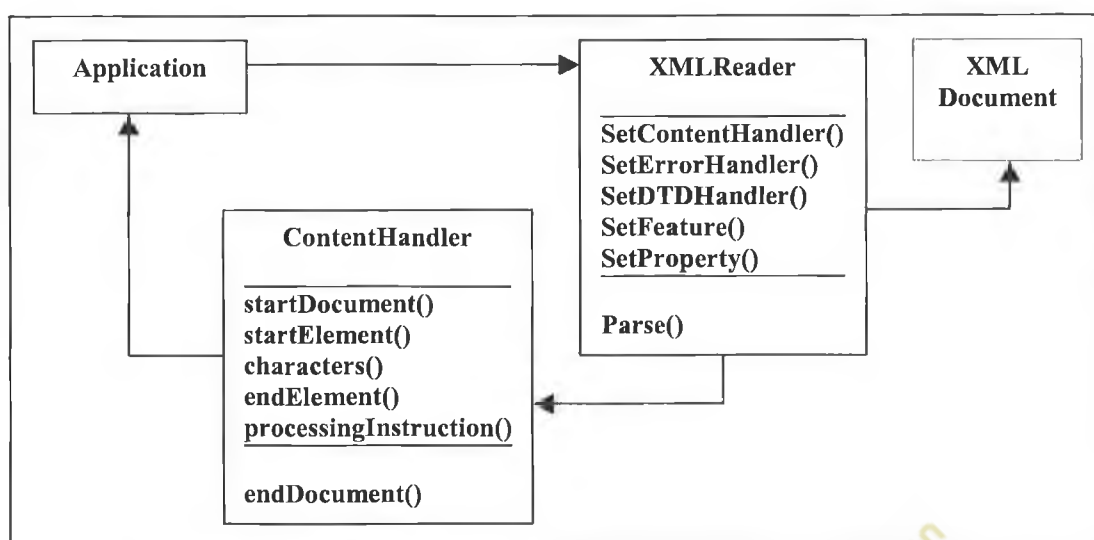 Application
XMLReader
SetContentHandler()
SetErrorHandler()
SetDTDHandler()
SetFeature()
SetProperty()
Parse()
XML
Document
ContentHandler
startDocument()
startElement()
characters()
endElement()
processingInstruction()
endDocument()